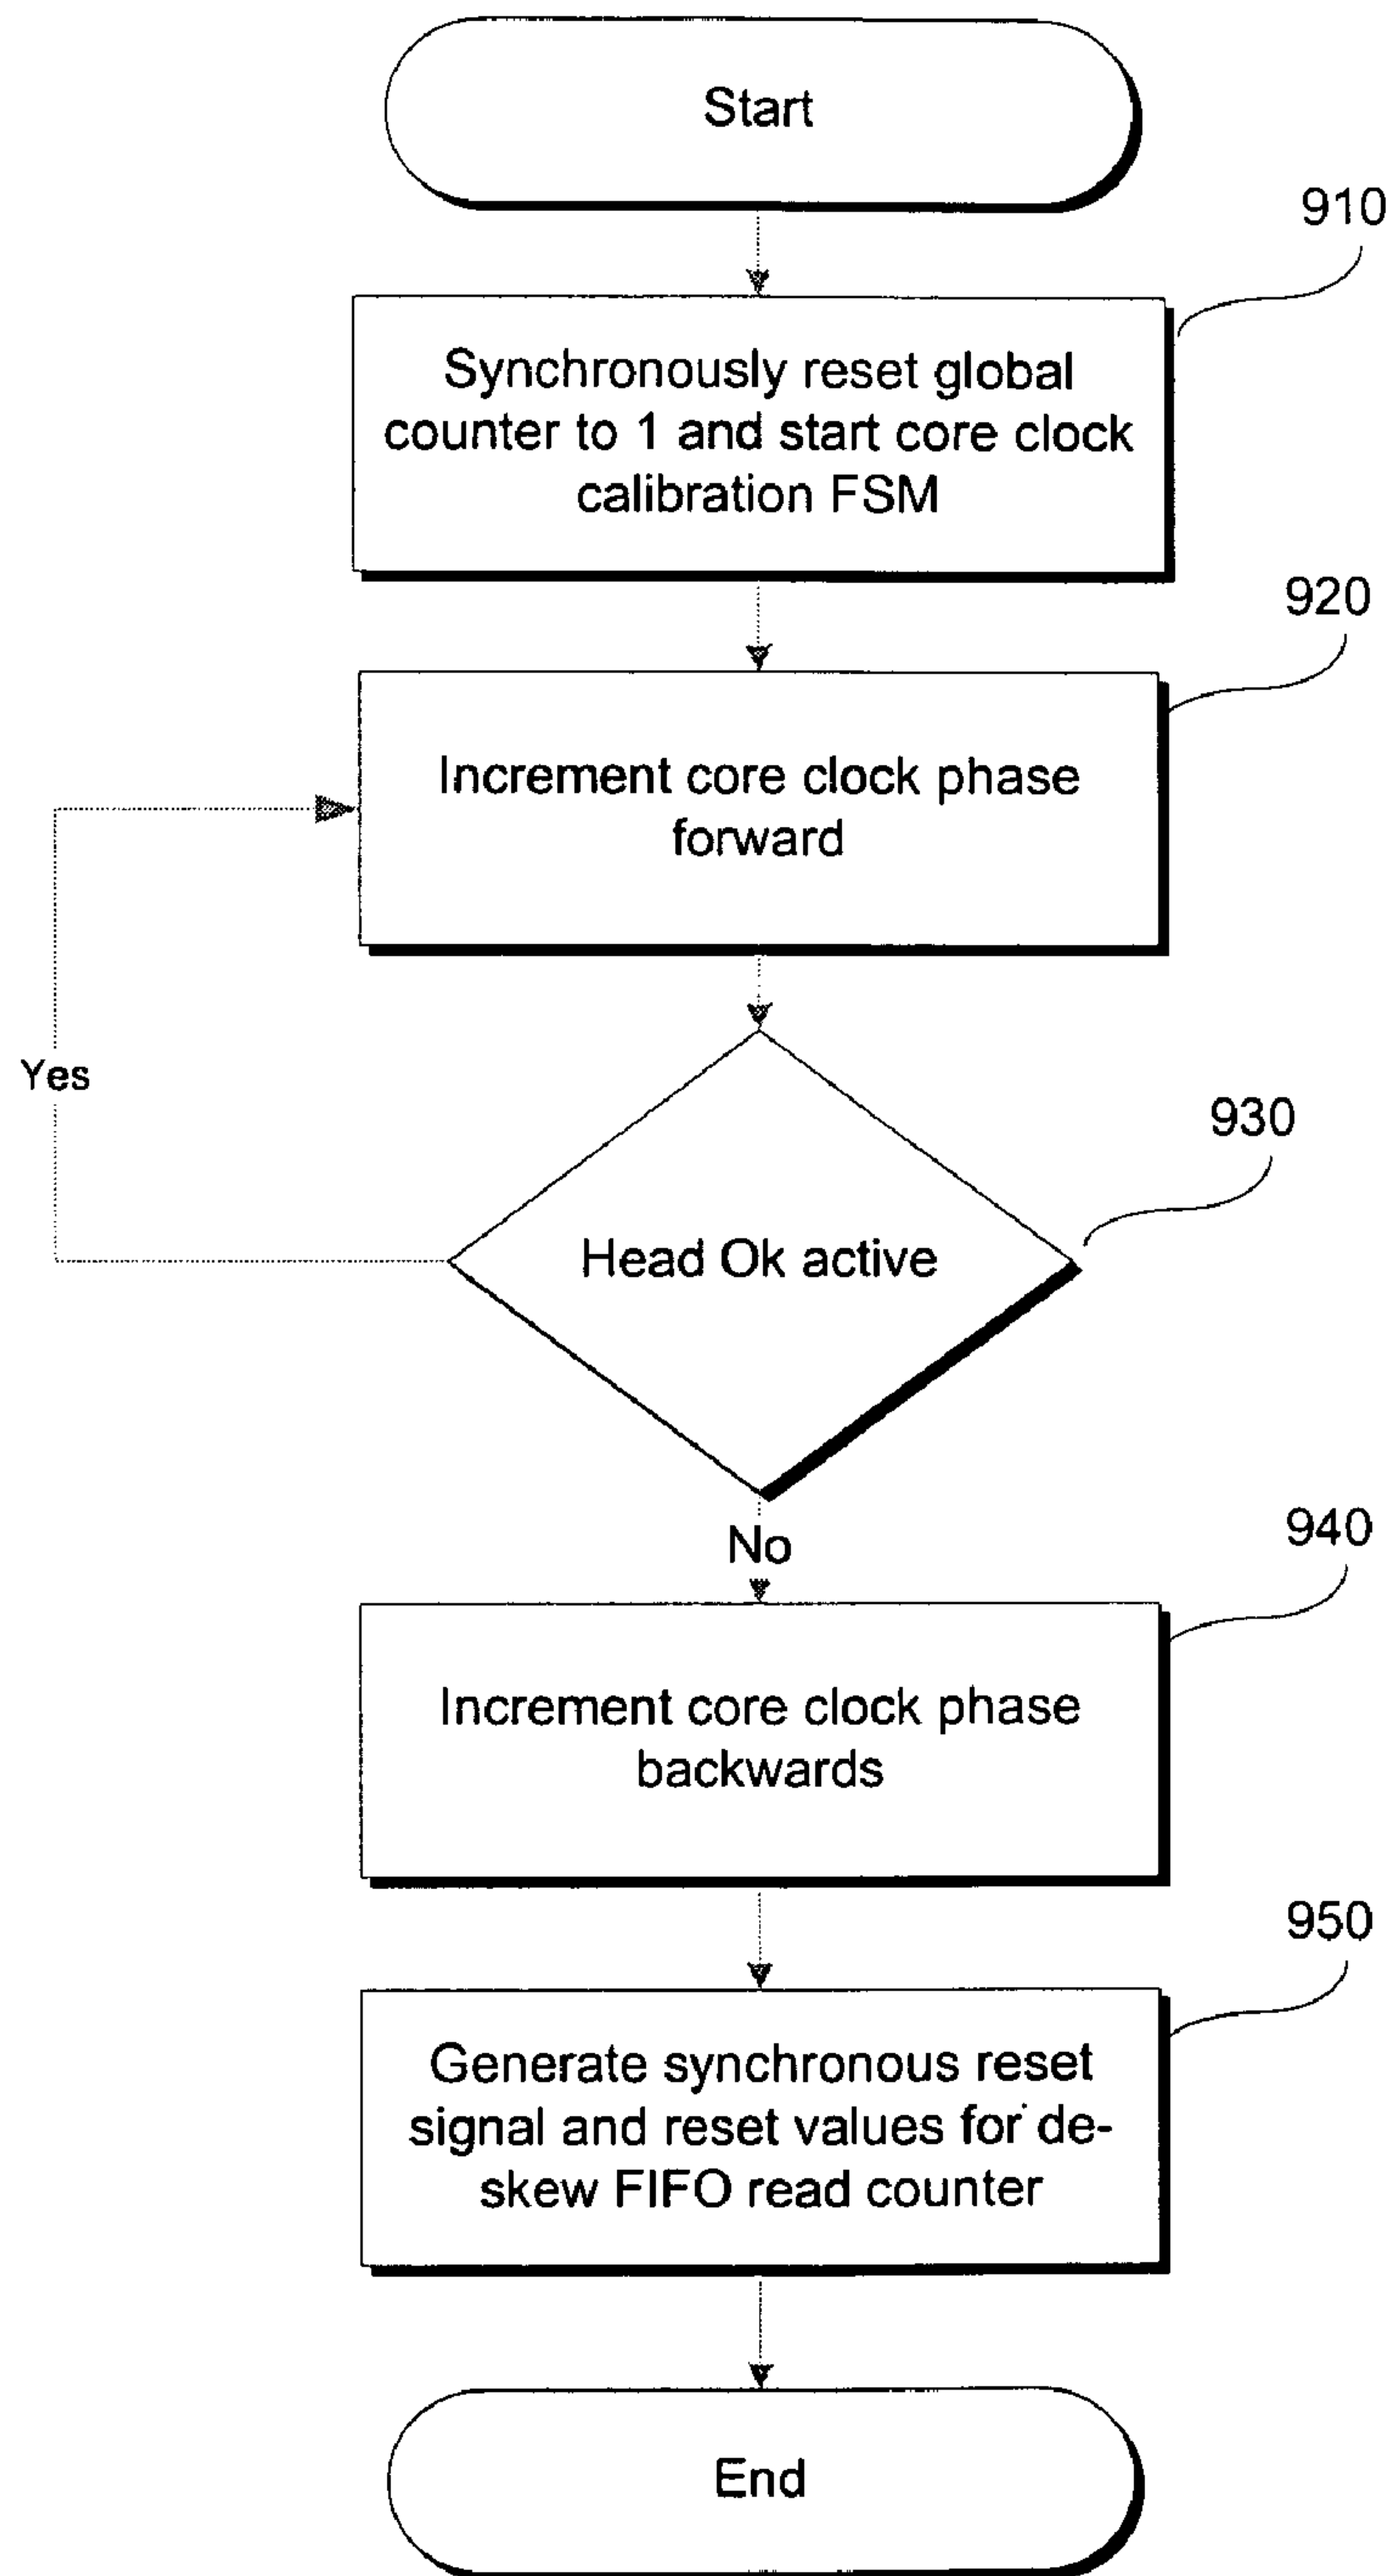 Start
910
Synchronously reset global
counter to 1 and start core clock
calibration FSM
920
Increment core clock phase
forward
Yes
930
Head Ok active
No
940
Increment core clock phase
backwards
950
Generate synchronous reset
signal and reset values for de-
skew FIFO read counter
End